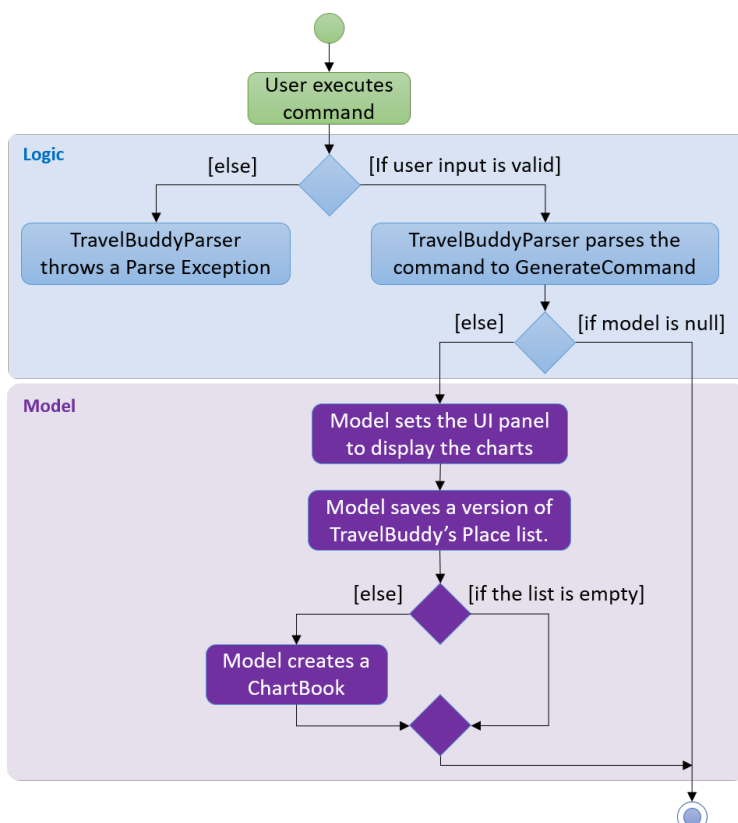 User executes
command
Logic
[else]
[If user input is valid]
TravelBuddyParser
throws a Parse Exception
TravelBuddyParser parses the
command to GenerateCommand
[else]
[if model is null]
Model
Model sets the UI panel
to display the charts
Model saves a version of
TravelBuddy’s Place list.
[else]
[if the list is empty]
Model creates a
ChartBook